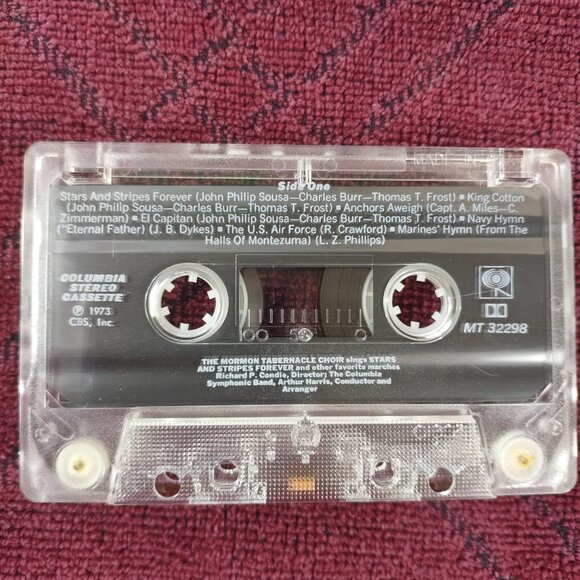 MADE IN
Side One
Stars And Stripes Forever (John Philip Sousa—Charles Burr—Thomas T. Frost) ▪ King Cotton
(John Philip Sousa—Charles Burr—Thomas T. Frost) ▪ Anchors Aweigh (Capt. A. Miles—C.
Zimmerman) ▪ El Capitan (John Philip Sousa—Charles Burr—Thomas T. Frost) ▪ Navy Hymn
("Eternal Father) (J. B. Dykes) ▪ The U.S. Air Force (R. Crawford) ▪ Marines' Hymn (From The
Halls Of Montezuma) (L. Z. Phillips)
COLUMBIA
STEREO
CASSETTE
℗ 1973
CBS, Inc.
MT 32298
THE MORMON TABERNACLE CHOIR sings STARS
AND STRIPES FOREVER and other favorite marches
Richard P. Condie, Director; The Columbia
Symphonic Band, Arthur Harris, Conductor and
Arranger